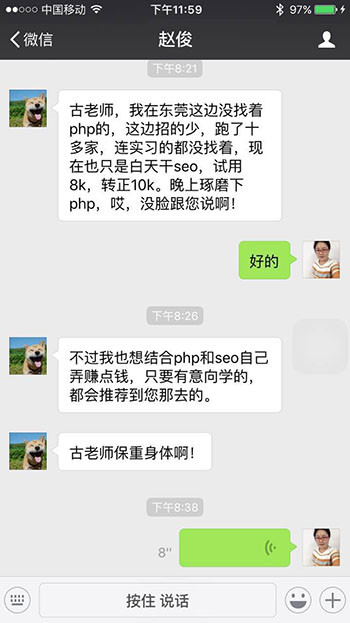 中国移动 下午11:59 97%
微信 赵俊
下午8:21
古老师，我在东莞这边没找着
php的，这边招的少，跑了十
多家，连实习的都没找着，现
在也只是白天干seo，试用
8k，转正10k。晚上琢磨下
php，哎，没脸跟您说啊！
好的
下午8:26
不过我也想结合php和seo自己
弄赚点钱，只要有意向学的，
都会推荐到您那去的。
古老师保重身体啊！
下午8:38
8"
按住 说话